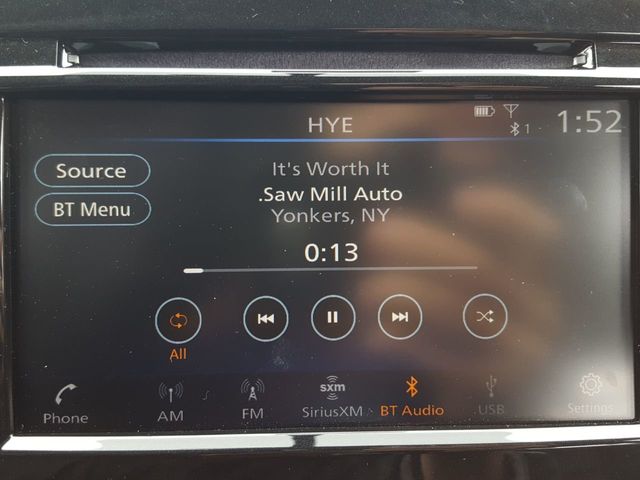 HYE
1
1:52
Source
BT Menu
It's Worth It
.Saw Mill Auto
Yonkers, NY
0:13
All
Phone
AM
FM
sxm
SiriusXM
BT Audio
USB
Settings